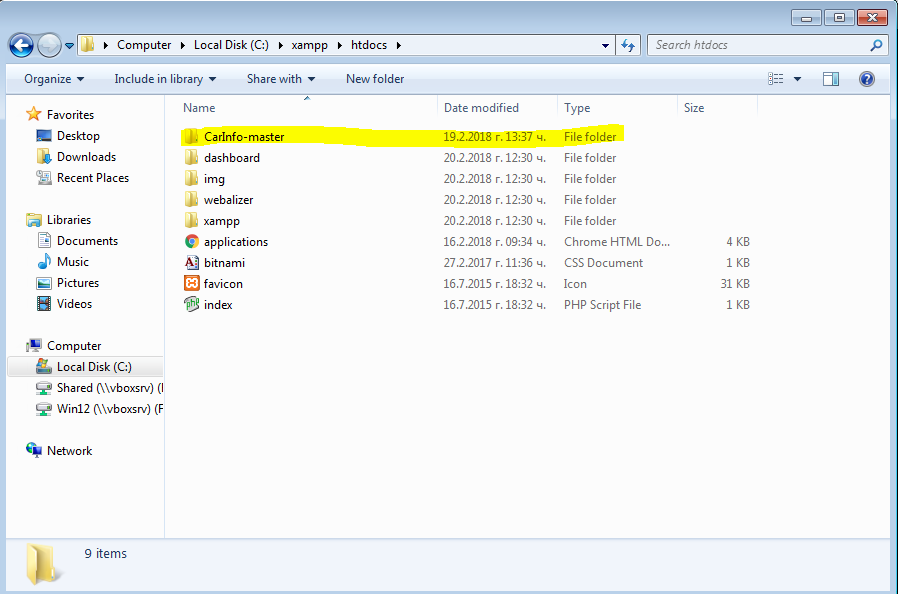 Computer Local Disk (C:) xampp htdocs Search htdocs
Organize Include in library Share with New folder
Favorites
Desktop
Downloads
Recent Places
Libraries
Documents
Music
Pictures
Videos
Computer
Local Disk (C:)
Shared (\\vboxsrv) (
Win12 (\\vboxsrv) (F
Network
Name Date modified Type Size
CarInfo-master 19.2.2018 г. 13:37 ч. File folder
dashboard 20.2.2018 г. 12:30 ч. File folder
img 20.2.2018 г. 12:30 ч. File folder
webalizer 20.2.2018 г. 12:30 ч. File folder
xampp 20.2.2018 г. 12:30 ч. File folder
applications 16.2.2018 г. 09:34 ч. Chrome HTML Do... 4 KB
bitnami 27.2.2017 г. 11:36 ч. CSS Document 1 KB
favicon 16.7.2015 г. 18:32 ч. Icon 31 KB
index 16.7.2015 г. 18:32 ч. PHP Script File 1 KB
9 items